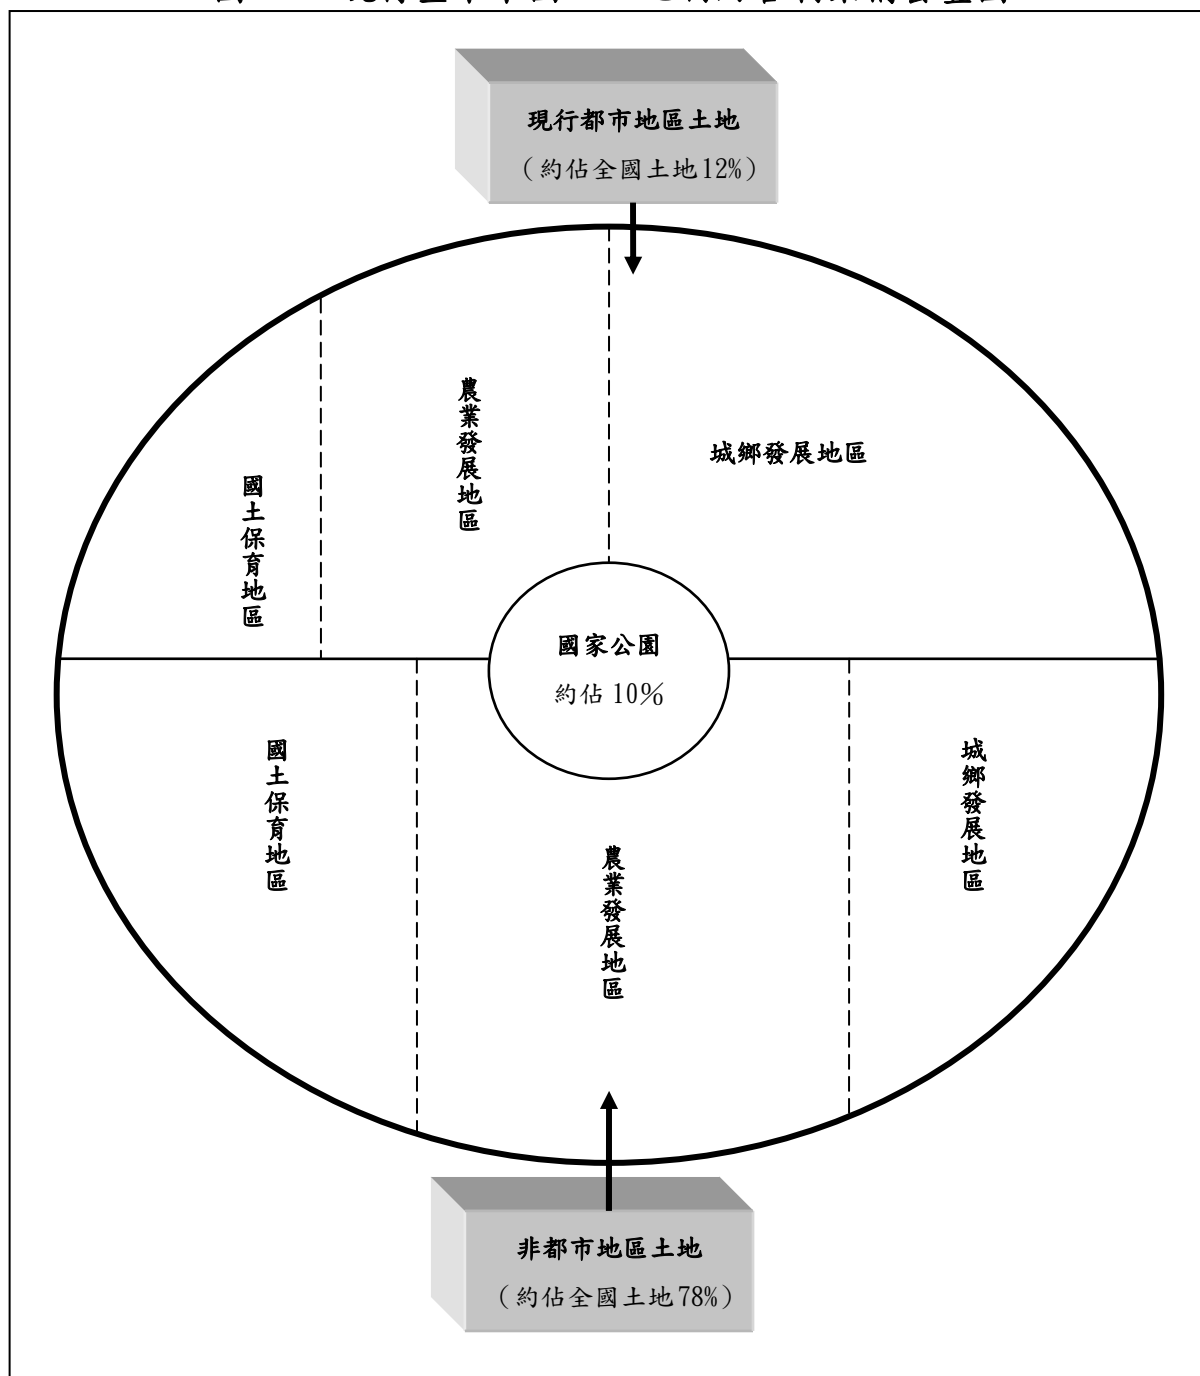 現行都市地區土地
（約佔全國土地12%）
農業發展地區
城鄉發展地區
國土保育地區
國家公園
約佔 10%
國土保育地區
城鄉發展地區
農業發展地區
非都市地區土地
（約佔全國土地78%）